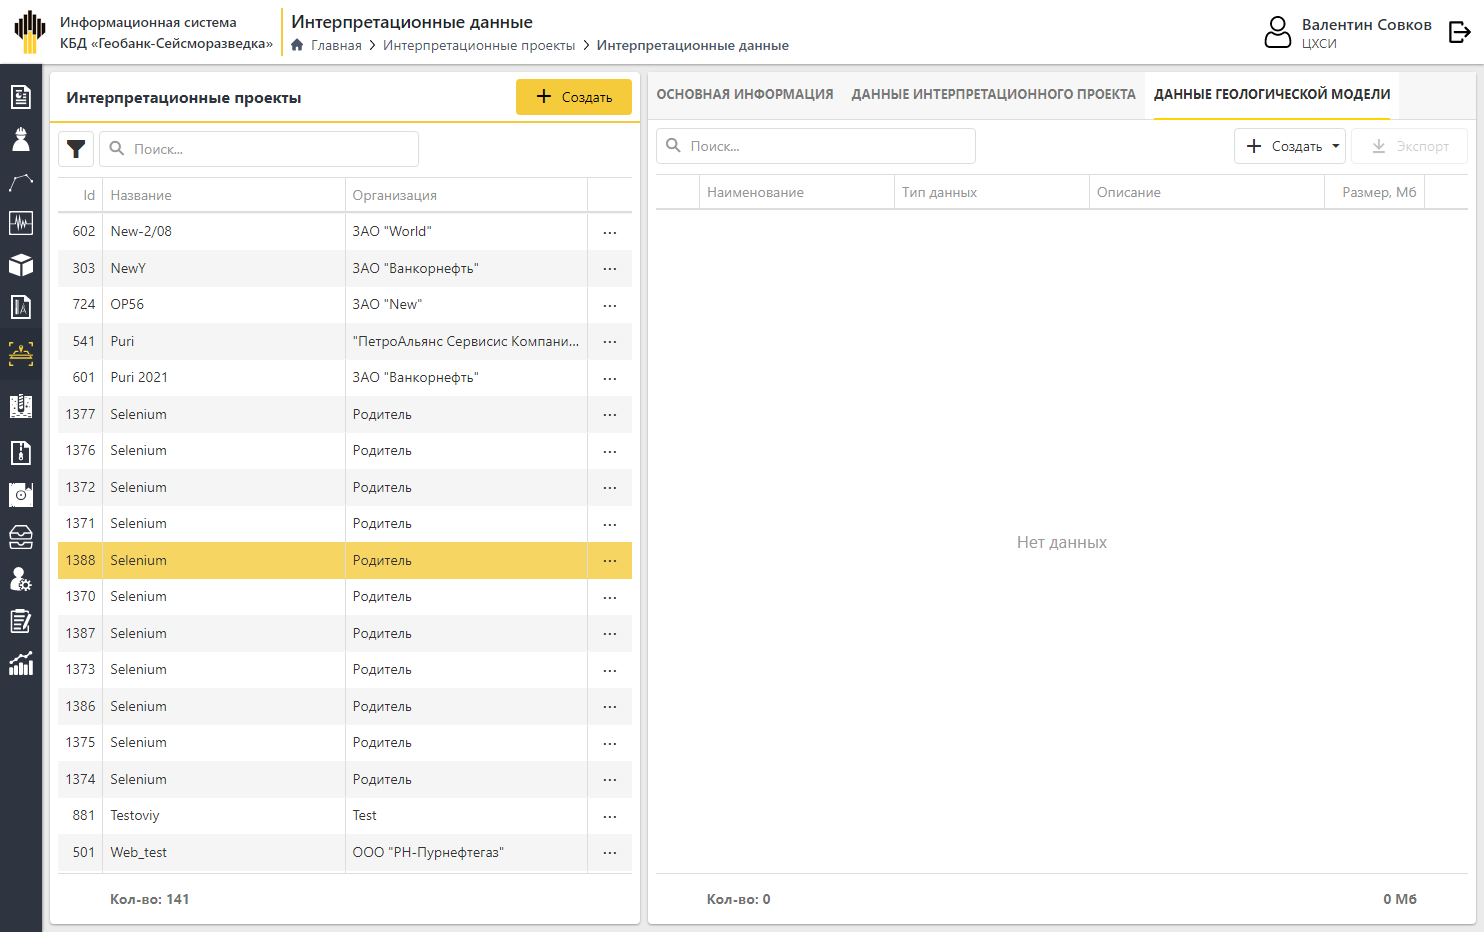 Информационная система
КБД «Геобанк-Сейсморазведка»
Интерпретационные данные
Главная > Интерпретационные проекты > Интерпретационные данные
Валентин Совков
ЦХСИ
Интерпретационные проекты
+ Создать
Поиск...
Id Название Организация
602 New-2/08 ЗАО "World" ...
303 NewY ЗАО "Ванкорнефть" ...
724 OP56 ЗАО "New" ...
541 Puri "ПетроАльянс Сервисис Компани... ...
601 Puri 2021 ЗАО "Ванкорнефть" ...
1377 Selenium Родитель ...
1376 Selenium Родитель ...
1372 Selenium Родитель ...
1371 Selenium Родитель ...
1388 Selenium Родитель ...
1370 Selenium Родитель ...
1387 Selenium Родитель ...
1373 Selenium Родитель ...
1386 Selenium Родитель ...
1375 Selenium Родитель ...
1374 Selenium Родитель ...
881 Testoviy Test ...
501 Web_test ООО "РН-Пурнефтегаз" ...
Кол-во: 141
ОСНОВНАЯ ИНФОРМАЦИЯ ДАННЫЕ ИНТЕРПРЕТАЦИОННОГО ПРОЕКТА ДАННЫЕ ГЕОЛОГИЧЕСКОЙ МОДЕЛИ
Поиск...
+ Создать
Экспорт
Наименование Тип данных Описание Размер, Мб
Нет данных
Кол-во: 0 0 Мб